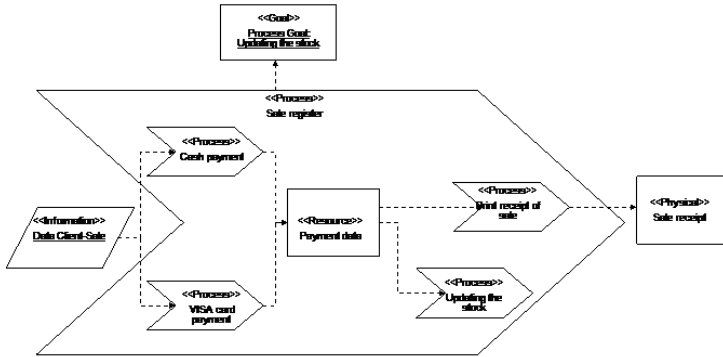 <<Goal>>
Process Goal:
Updating the stock
<<Process>>
Sale register
<<Process>>
Cash payment
<<Information>>
Data Client-Sale
<<Resource>>
Payment data
<<Process>>
Print receipt of
sale
<<Physical>>
Sale receipt
<<Process>>
VISA card
payment
<<Process>>
Updating the
stock